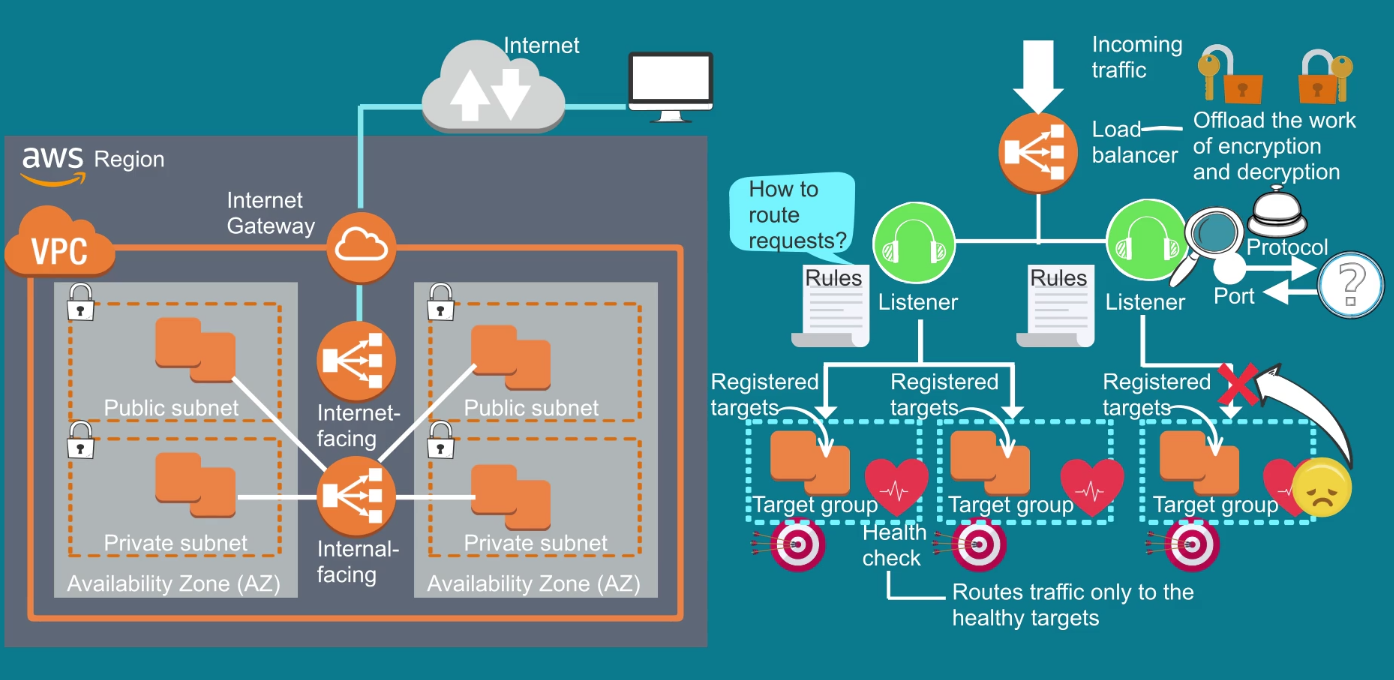 Internet
aws Region
Internet
Gateway
VPC
Public subnet
Public subnet
Internet-
facing
Private subnet
Private subnet
Internal-
facing
Availability Zone (AZ)
Availability Zone (AZ)
Incoming
traffic
Load
balancer
Offload the work
of encryption
and decryption
How to
route
requests?
Rules
Listener
Rules
Listener
Protocol
Port
?
Registered
targets
Registered
targets
Registered
targets
Target group
Target group
Target group
Health
check
Routes traffic only to the
healthy targets